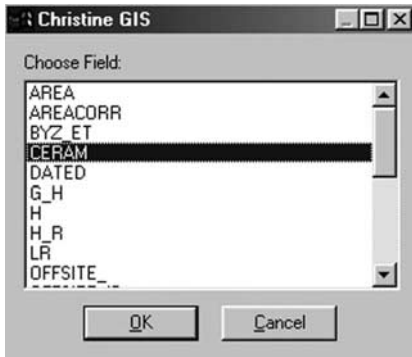 Christine GIS
Choose Field:
AREA
AREACORR
BYZ_ET
CERAM
DATED
G_H
H
H_R
LR
OFFSITE_
OK
Cancel